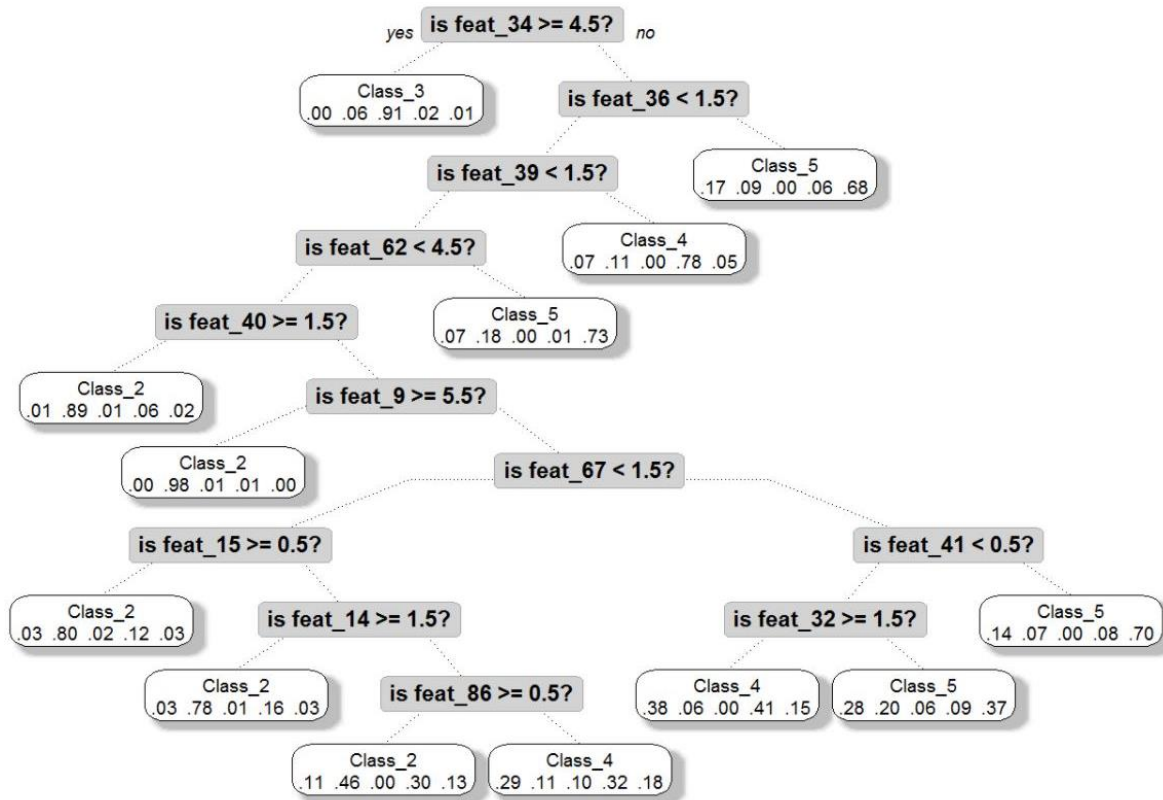 yes is feat_34 >= 4.5? no
Class_3
.00 .06 .91 .02 .01
is feat_36 < 1.5?
Class_5
.17 .09 .00 .06 .68
is feat_39 < 1.5?
Class_4
.07 .11 .00 .78 .05
is feat_62 < 4.5?
Class_5
.07 .18 .00 .01 .73
is feat_40 >= 1.5?
Class_2
.01 .89 .01 .06 .02
is feat_9 >= 5.5?
Class_2
.00 .98 .01 .01 .00
is feat_67 < 1.5?
is feat_15 >= 0.5?
is feat_41 < 0.5?
Class_2
.03 .80 .02 .12 .03
is feat_14 >= 1.5?
is feat_32 >= 1.5?
Class_5
.14 .07 .00 .08 .70
Class_2
.03 .78 .01 .16 .03
is feat_86 >= 0.5?
Class_4
.38 .06 .00 .41 .15
Class_5
.28 .20 .06 .09 .37
Class_2
.11 .46 .00 .30 .13
Class_4
.29 .11 .10 .32 .18